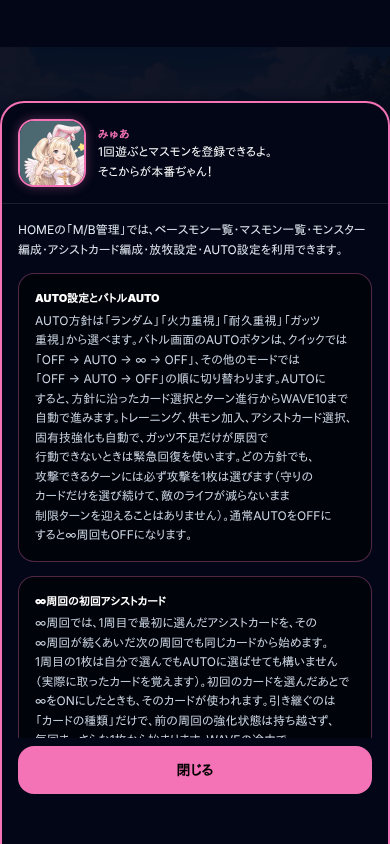 みゅあ
1回遊ぶとマスモンを登録できるよ。
そこからが本番ぢゃん!
HOMEの「M/B管理」では、ベースモン一覧・マスモン一覧・モンスター
編成・アシストカード編成・放牧設定・AUTO設定を利用できます。
AUTO設定とバトルAUTO
AUTO方針は「ランダム」「火力重視」「耐久重視」「ガッツ
重視」から選べます。バトル画面のAUTOボタンは、クイックでは
「OFF → AUTO → ∞ → OFF」、その他のモードでは
「OFF → AUTO → OFF」の順に切り替わります。AUTOに
すると、方針に沿ったカード選択とターン進行からWAVE10まで
自動で進みます。トレーニング、供モン加入、アシストカード選択、
固有技強化も自動で、ガッツ不足だけが原因で
行動できないときは緊急回復を使います。どの方針でも、
攻撃できるターンには必ず攻撃を1枚は選びます（守りの
カードだけを選び続けて、敵のライフが減らないまま
制限ターンを迎えることはありません）。通常AUTOをOFFに
すると∞周回もOFFになります。
∞周回の初回アシストカード
∞周回では、1周目で最初に選んだアシストカードを、その
∞周回が続くあいだ次の周回でも同じカードから始めます。
1周目の1枚は自分で選んでもAUTOに選ばせても構いません
（実際に取ったカードを覚えます）。初回のカードを選んだあとで
∞をONにしたときも、そのカードが使われます。引き継ぐのは
「カードの種類」だけで、前の周回の強化状態は持ち越さず、
閉じる